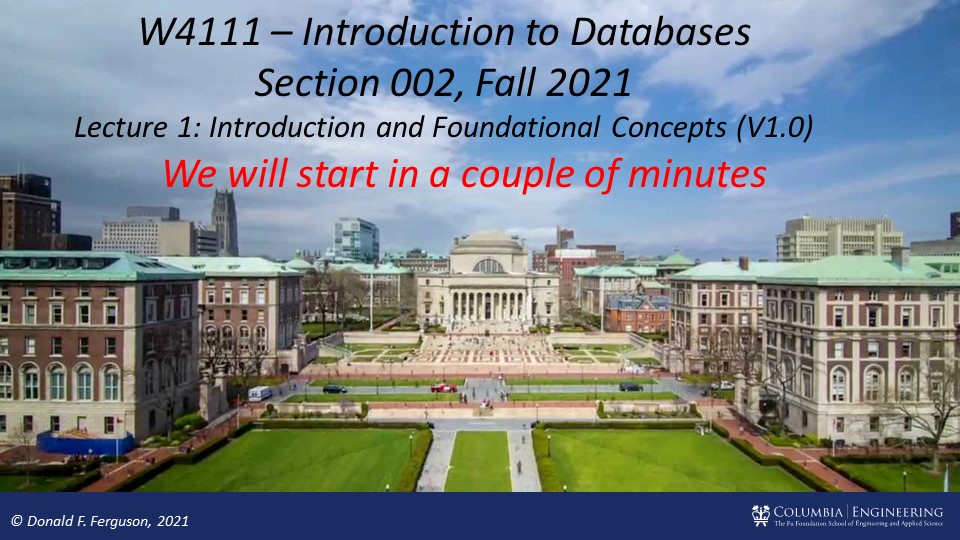 W4111 – Introduction to Databases
Section 002, Fall 2021
Lecture 1: Introduction and Foundational Concepts (V1.0)
We will start in a couple of minutes
© Donald F. Ferguson, 2021
COLUMBIA | ENGINEERING
The Fu Foundation School of Engineering and Applied Science